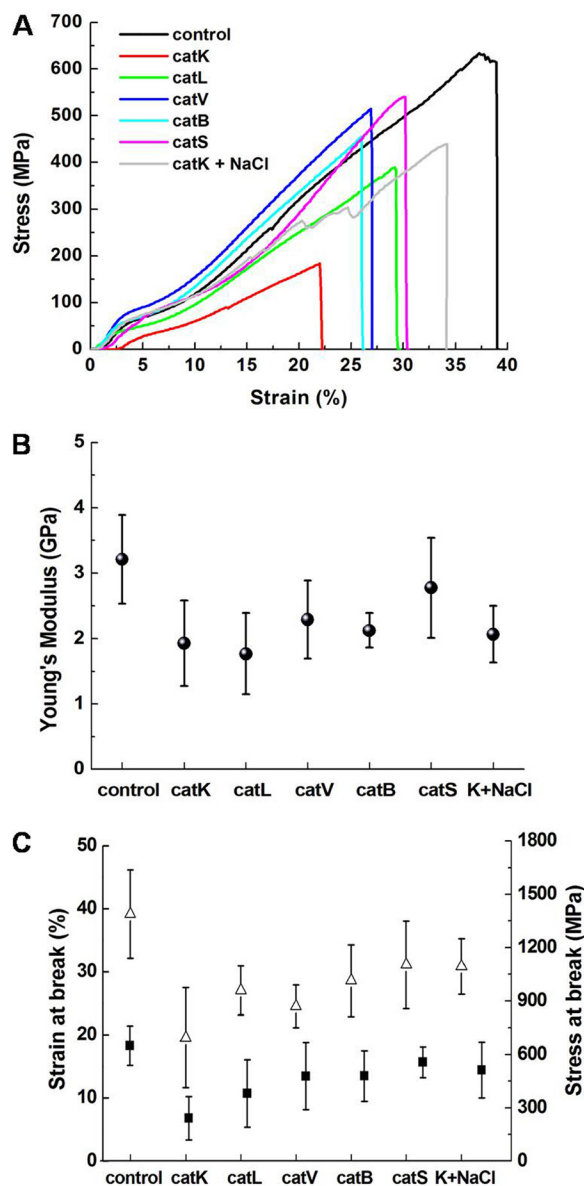 A
700
600
500
400
300
200
100
0
Stress (MPa)
control
catK
catL
catV
catB
catS
catK + NaCl
0 5 10 15 20 25 30 35 40
Strain (%)
B
5
4
3
2
1
0
Young's Modulus (GPa)
control catK catL catV catB catS K+NaCl
C
50
40
30
20
10
0
Strain at break (%)
1800
1500
1200
900
600
300
0
Stress at break (MPa)
control catK catL catV catB catS K+NaCl